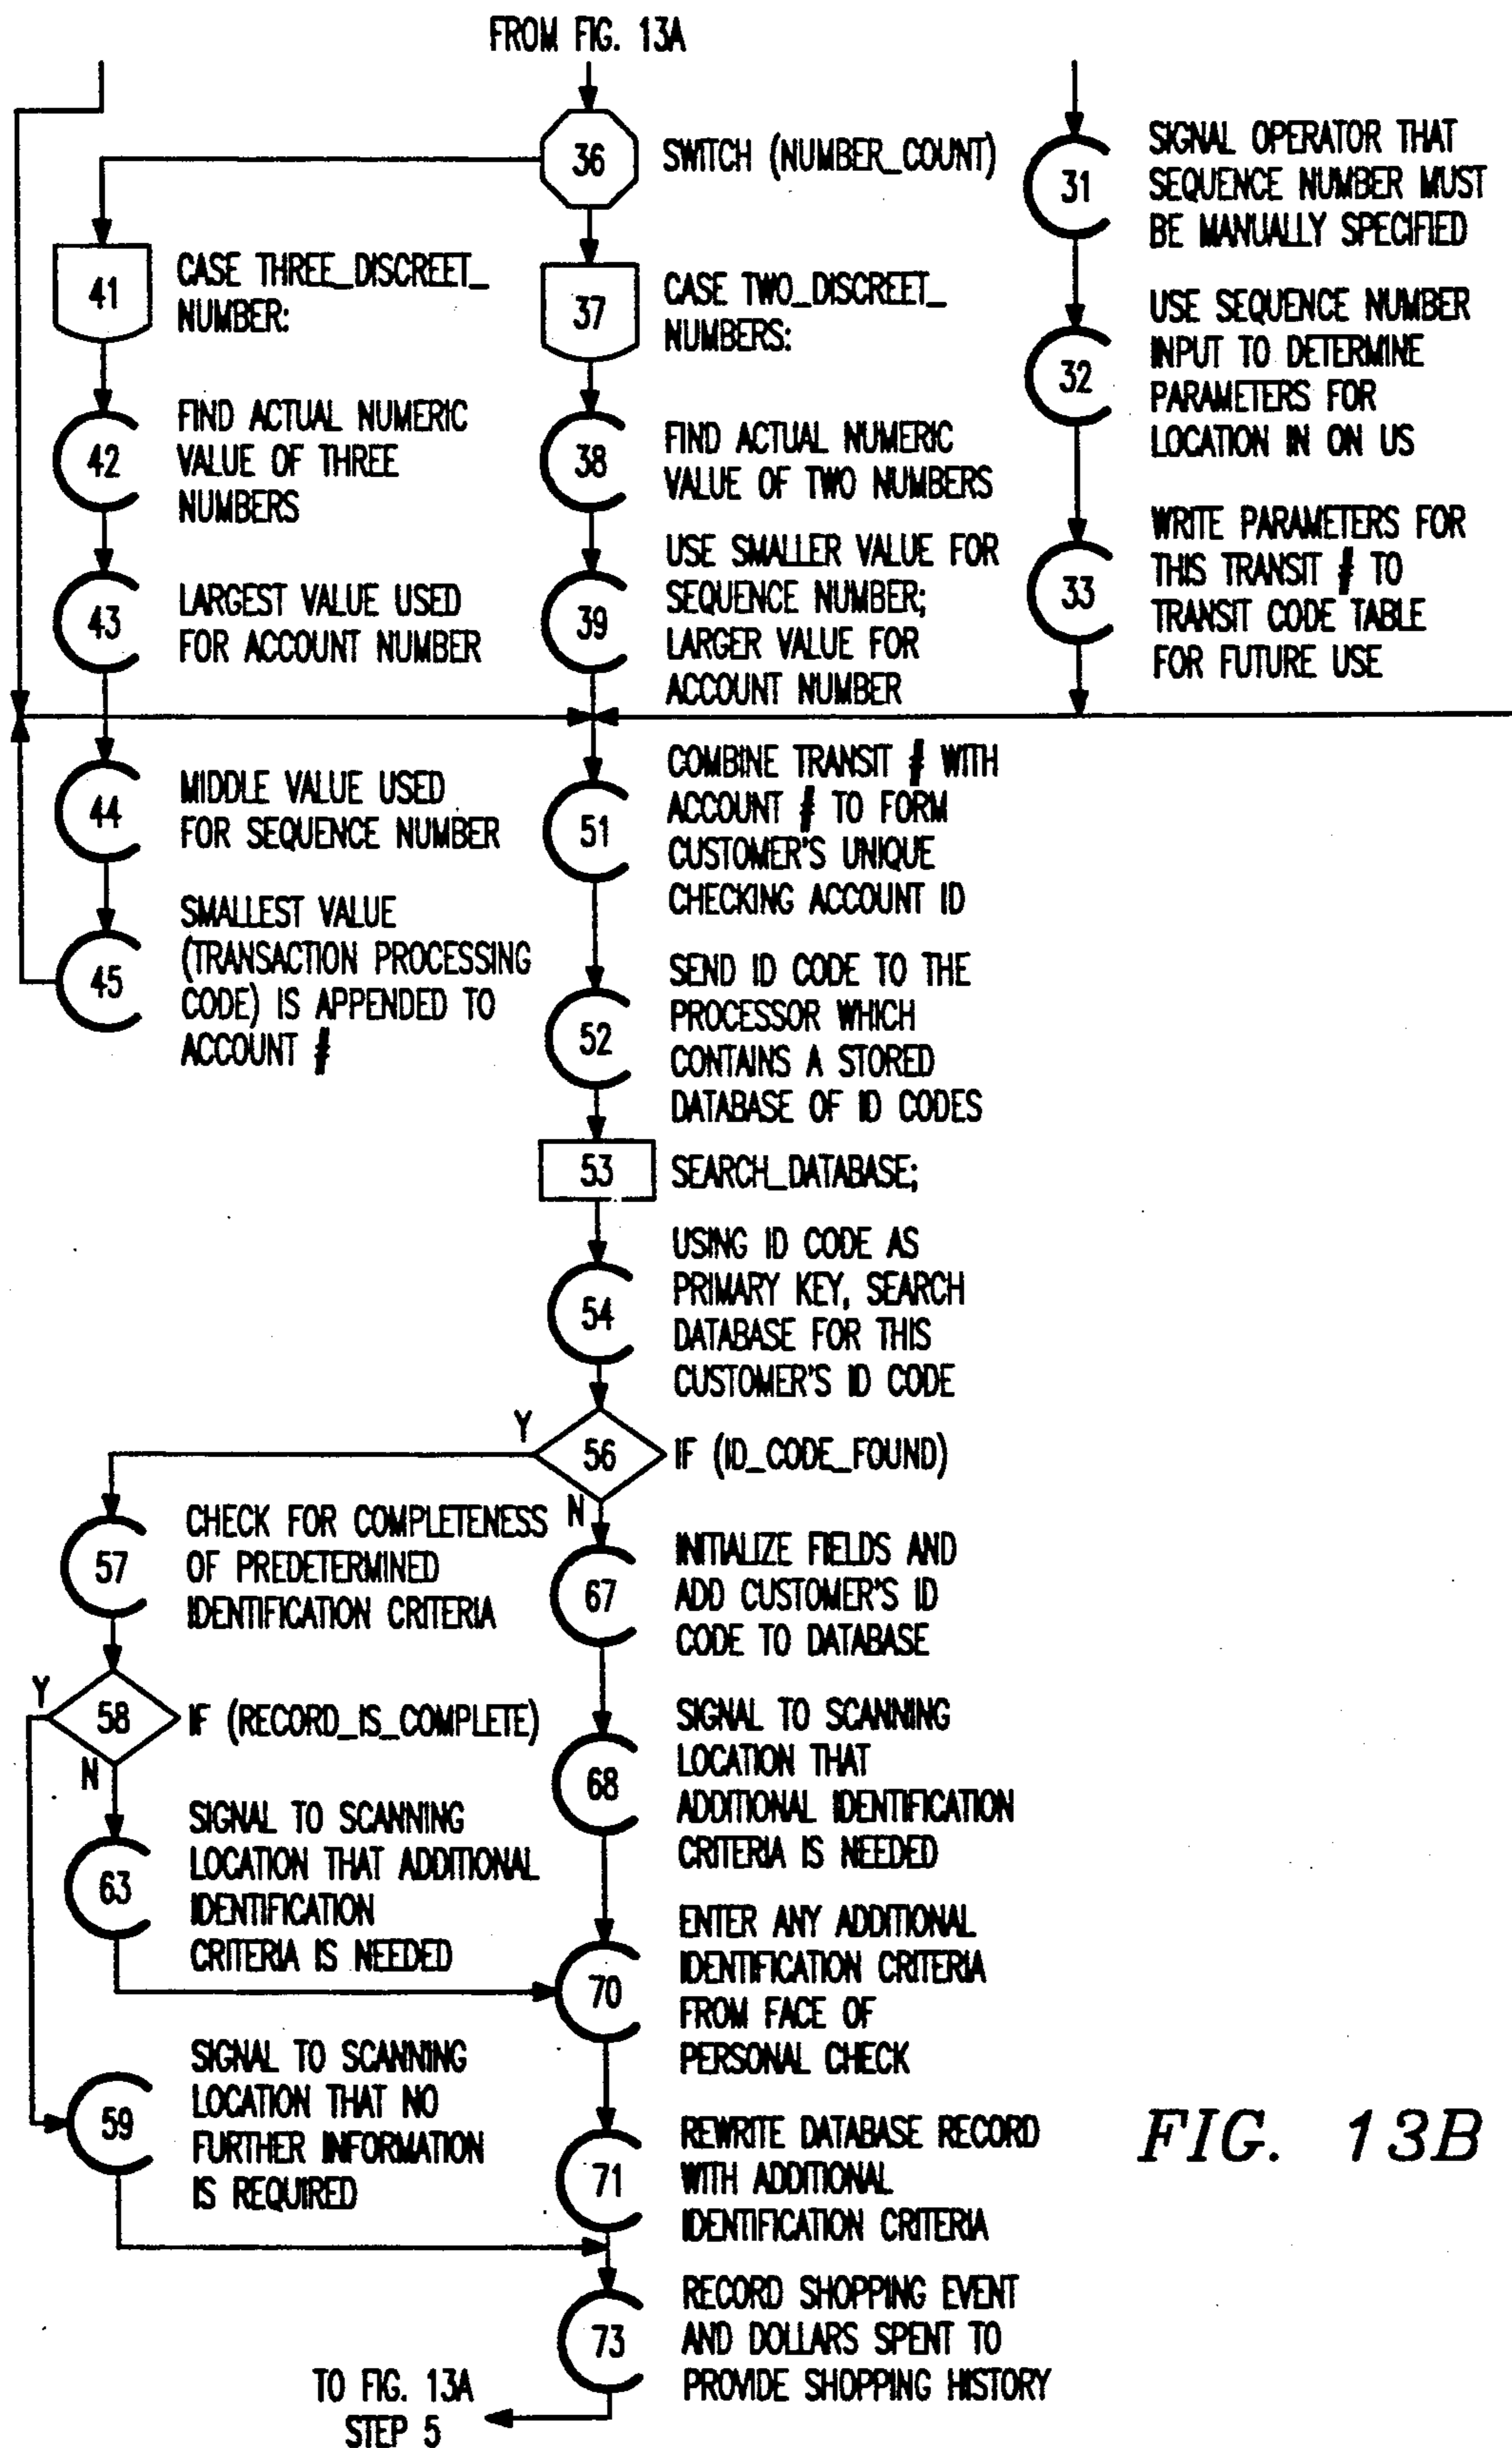 FROM FIG. 13A
36
SWITCH (NUMBER_COUNT)
31
SIGNAL OPERATOR THAT
SEQUENCE NUMBER MUST
BE MANUALLY SPECIFIED
41
CASE THREE_DISCREET_
NUMBER:
37
CASE TWO_DISCREET_
NUMBERS:
32
USE SEQUENCE NUMBER
INPUT TO DETERMINE
PARAMETERS FOR
LOCATION IN ON US
42
FIND ACTUAL NUMERIC
VALUE OF THREE
NUMBERS
38
FIND ACTUAL NUMERIC
VALUE OF TWO NUMBERS
33
WRITE PARAMETERS FOR
THIS TRANSIT # TO
TRANSIT CODE TABLE
FOR FUTURE USE
43
LARGEST VALUE USED
FOR ACCOUNT NUMBER
39
USE SMALLER VALUE FOR
SEQUENCE NUMBER;
LARGER VALUE FOR
ACCOUNT NUMBER
44
MIDDLE VALUE USED
FOR SEQUENCE NUMBER
51
COMBINE TRANSIT # WITH
ACCOUNT # TO FORM
CUSTOMER'S UNIQUE
CHECKING ACCOUNT ID
45
SMALLEST VALUE
(TRANSACTION PROCESSING
CODE) IS APPENDED TO
ACCOUNT #
52
SEND ID CODE TO THE
PROCESSOR WHICH
CONTAINS A STORED
DATABASE OF ID CODES
53
SEARCH_DATABASE;
54
USING ID CODE AS
PRIMARY KEY, SEARCH
DATABASE FOR THIS
CUSTOMER'S ID CODE
Y
56
IF (ID_CODE_FOUND)
N
57
CHECK FOR COMPLETENESS
OF PREDETERMINED
IDENTIFICATION CRITERIA
67
INITIALIZE FIELDS AND
ADD CUSTOMER'S ID
CODE TO DATABASE
Y
58
IF (RECORD_IS_COMPLETE)
N
68
SIGNAL TO SCANNING
LOCATION THAT
ADDITIONAL IDENTIFICATION
CRITERIA IS NEEDED
63
SIGNAL TO SCANNING
LOCATION THAT ADDITIONAL
IDENTIFICATION
CRITERIA IS NEEDED
70
ENTER ANY ADDITIONAL
IDENTIFICATION CRITERIA
FROM FACE OF
PERSONAL CHECK
59
SIGNAL TO SCANNING
LOCATION THAT NO
FURTHER INFORMATION
IS REQUIRED
71
REWRITE DATABASE RECORD
WITH ADDITIONAL
IDENTIFICATION CRITERIA
FIG. 13B
73
RECORD SHOPPING EVENT
AND DOLLARS SPENT TO
PROVIDE SHOPPING HISTORY
TO FIG. 13A
STEP 5